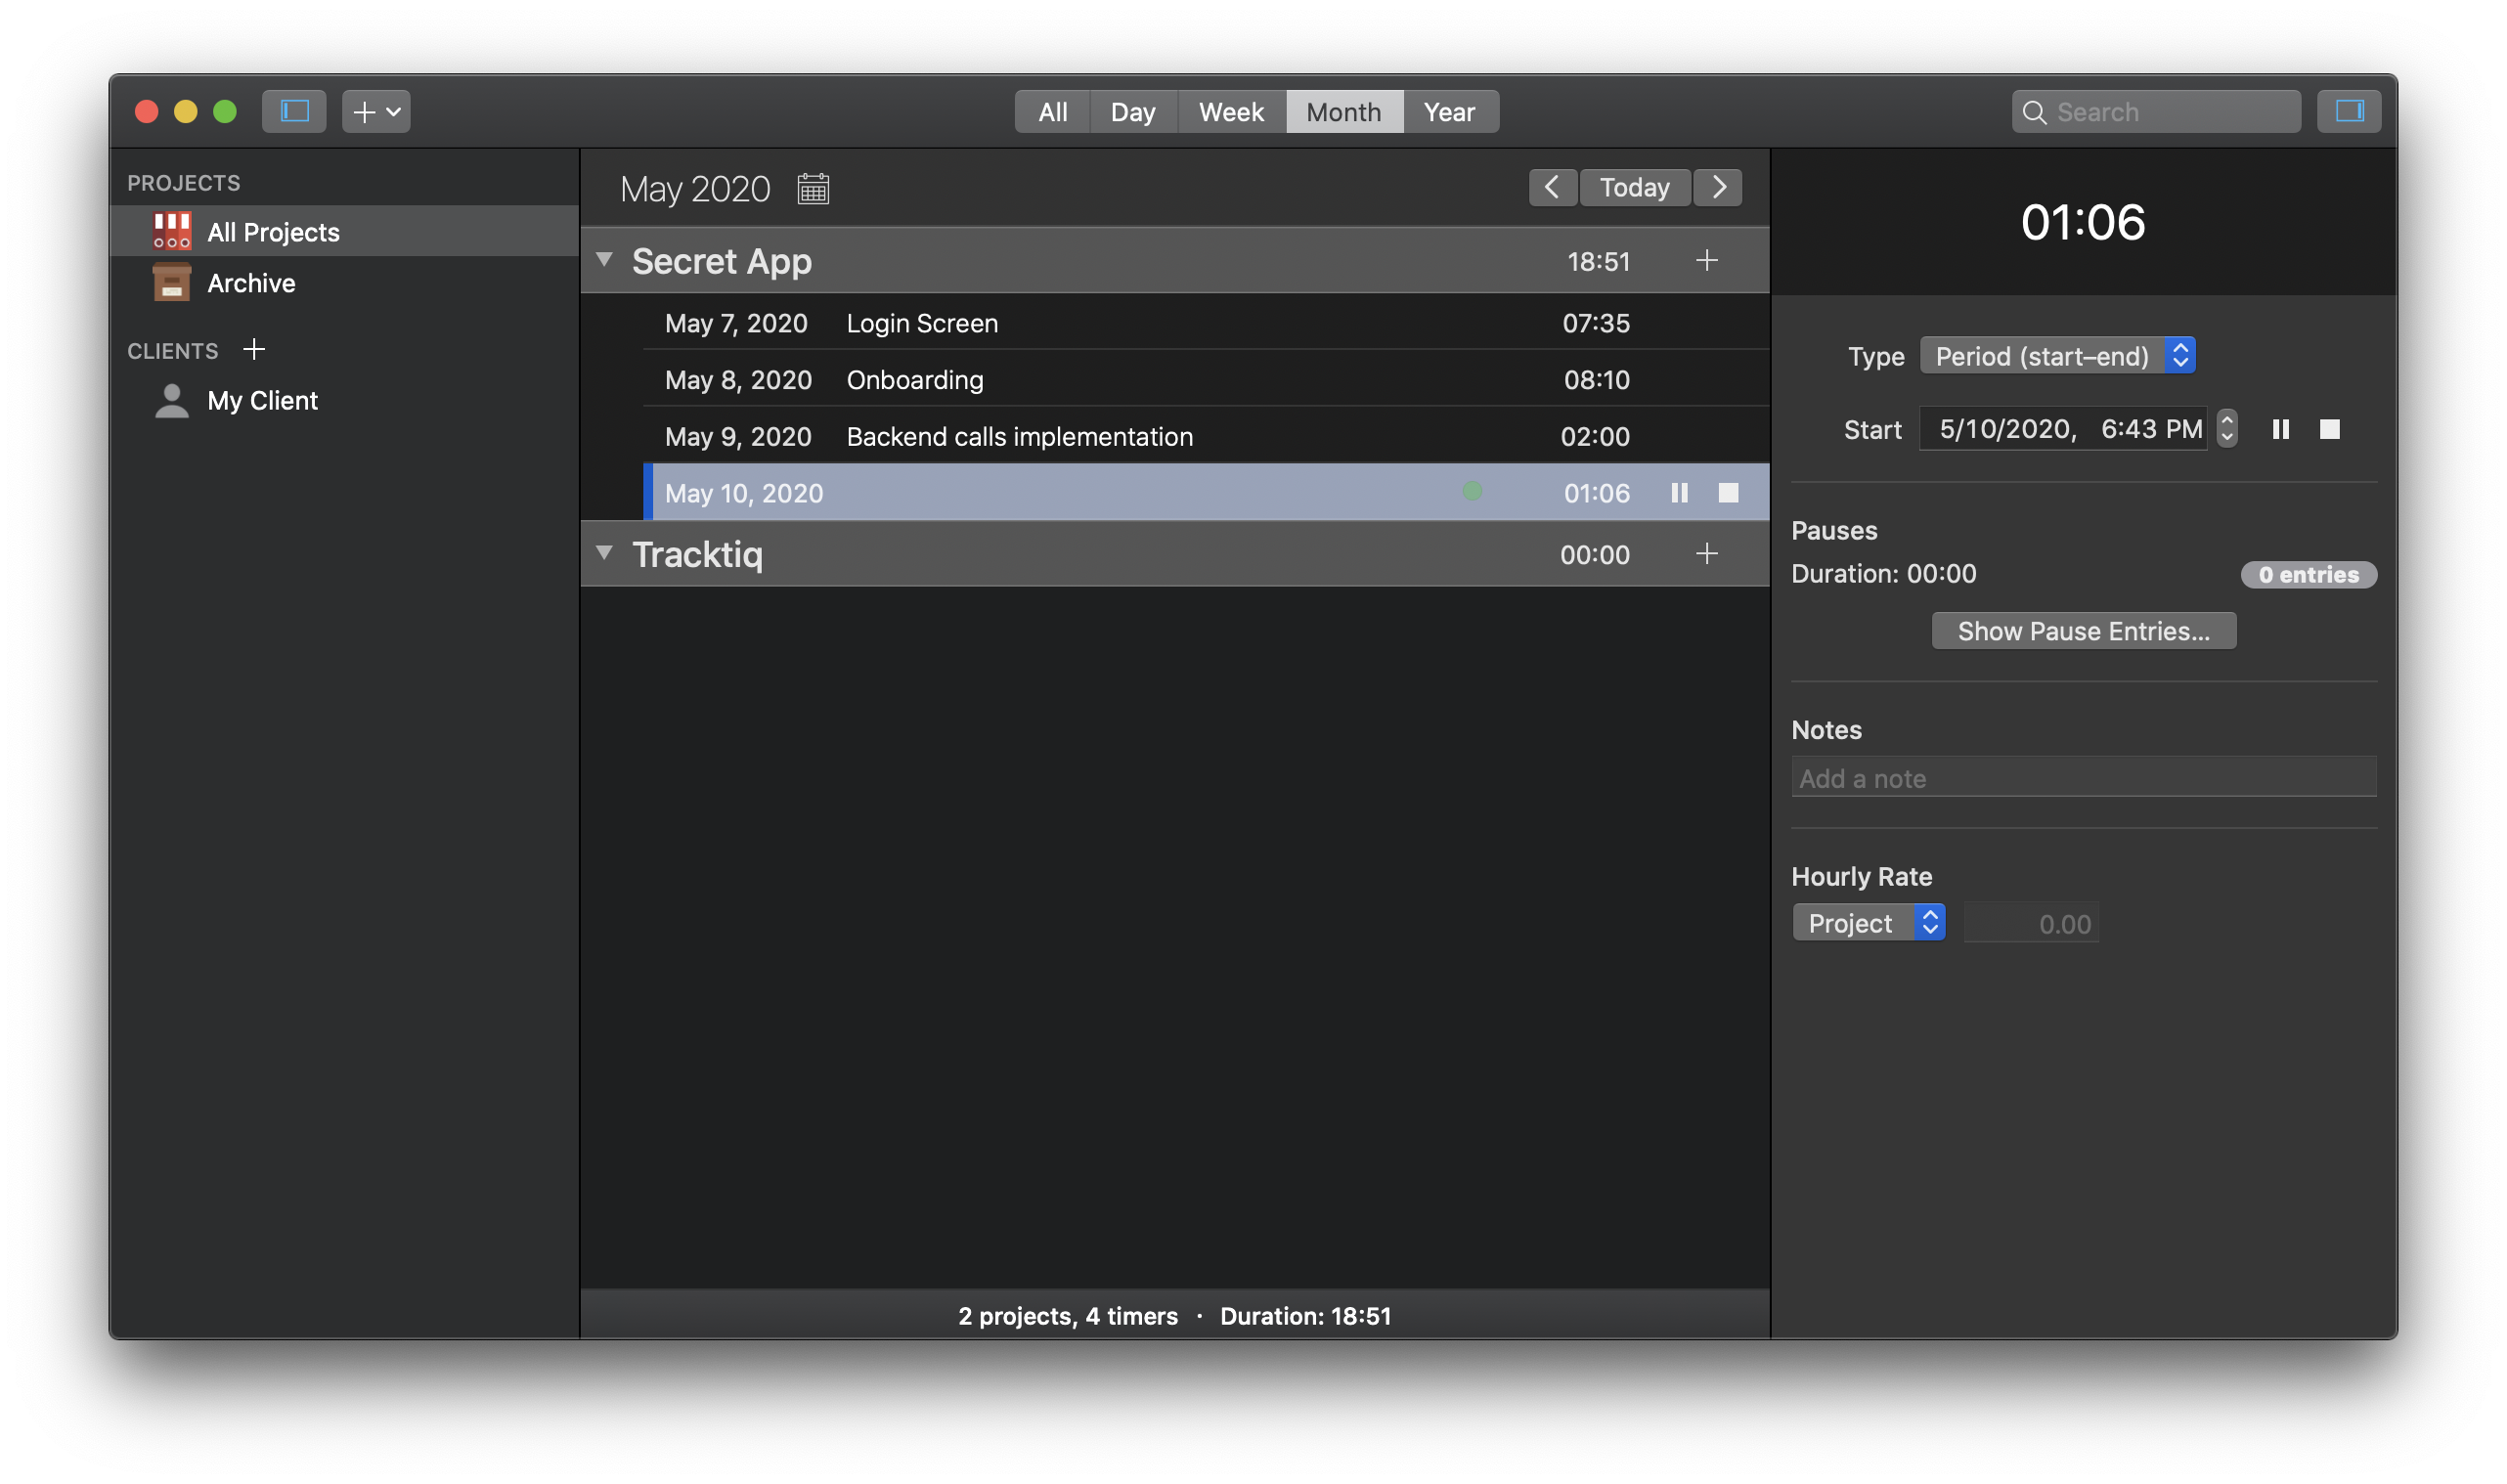 All Day Week Month Year
Search
PROJECTS
All Projects
Archive
CLIENTS
My Client
May 2020
Today
Secret App 18:51
May 7, 2020 Login Screen 07:35
May 8, 2020 Onboarding 08:10
May 9, 2020 Backend calls implementation 02:00
May 10, 2020 01:06
Tracktiq 00:00
2 projects, 4 timers · Duration: 18:51
01:06
Type Period (start–end)
Start 5/10/2020, 6:43 PM
Pauses
Duration: 00:00 0 entries
Show Pause Entries...
Notes
Add a note
Hourly Rate
Project 0.00